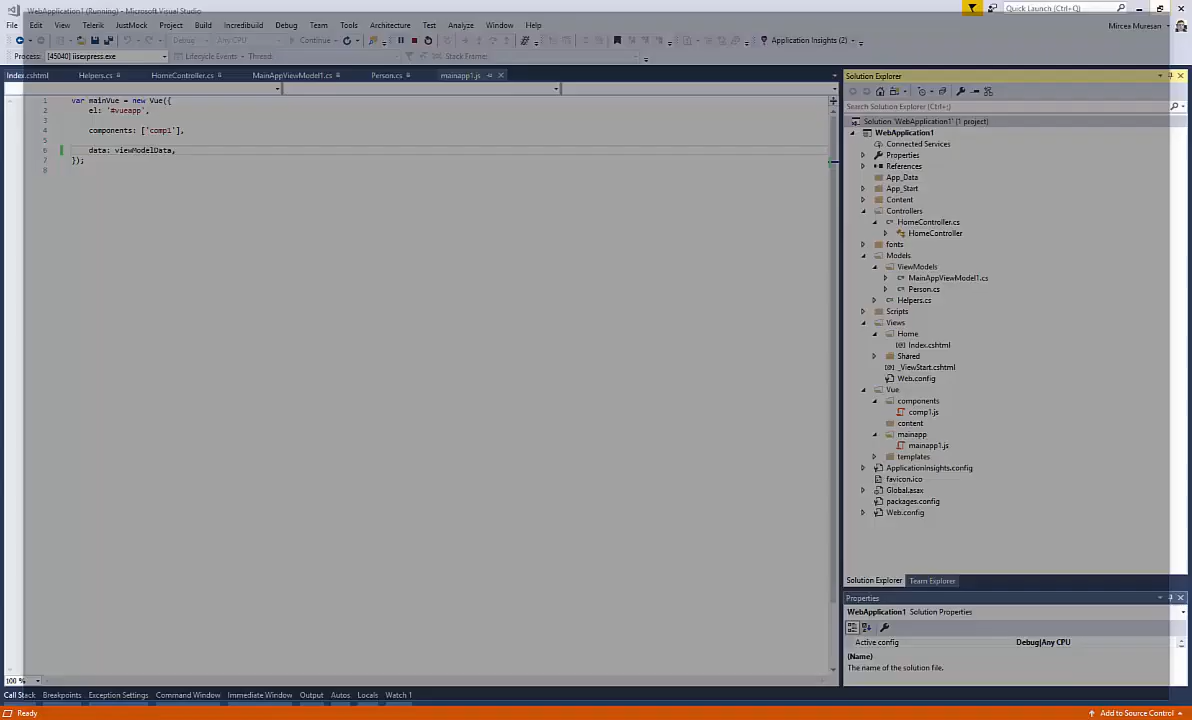 WebApplication1 (Running) - Microsoft Visual Studio
Quick Launch (Ctrl+Q)
File Edit View Telerik JustMock Project Build Incredibuild Debug Team Tools Architecture Test Analyze Window Help
Mircea Muresan
Debug Any CPU Continue Application Insights (2)
Process: [45040] iisexpress.exe Lifecycle Events Thread: Stack Frame:
Index.cshtml Helpers.cs HomeController.cs MainAppViewModel1.cs Person.cs mainapp1.js
1 var mainVue = new Vue({
2 el: '#vueapp',
3
4 components: ['comp1'],
5
6 data: viewModelData,
7 });
8
100 %
Solution Explorer
Search Solution Explorer (Ctrl+;)
Solution 'WebApplication1' (1 project)
WebApplication1
Connected Services
Properties
References
App_Data
App_Start
Content
Controllers
HomeController.cs
HomeController
fonts
Models
ViewModels
MainAppViewModel1.cs
Person.cs
Helpers.cs
Scripts
Views
Home
Index.cshtml
Shared
_ViewStart.cshtml
Web.config
Vue
components
comp1.js
content
mainapp
mainapp1.js
templates
ApplicationInsights.config
favicon.ico
Global.asax
packages.config
Web.config
Solution Explorer Team Explorer
Properties
WebApplication1 Solution Properties
Active config Debug|Any CPU
(Name)
The name of the solution file.
Call Stack Breakpoints Exception Settings Command Window Immediate Window Output Autos Locals Watch 1
Ready
Add to Source Control